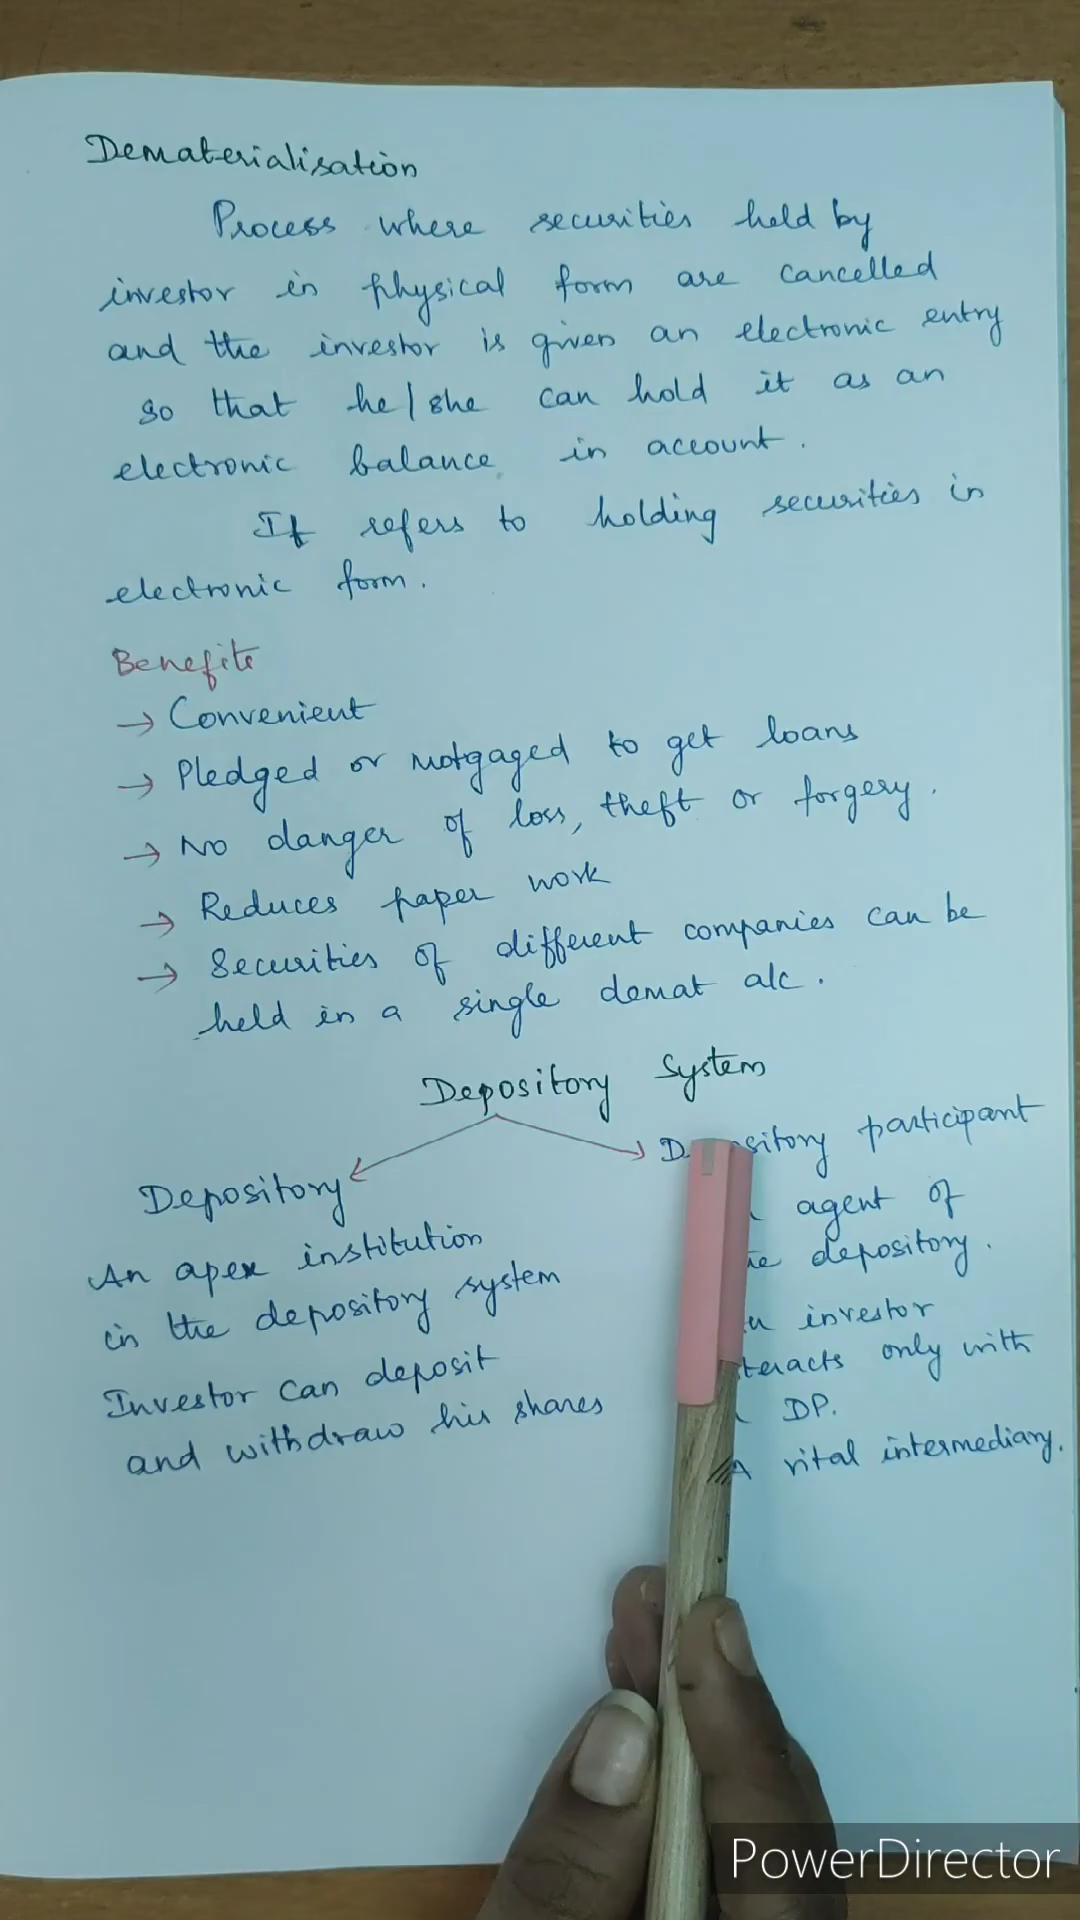 Dematerialisation
Process where securities held by
investor in physical form are cancelled
and the investor is given an electronic entry
so that he/she can hold it as an
electronic balance in account.
It refers to holding securities in
electronic form.
Benefits
→ Convenient
→ Pledged or motgaged to get loans
→ No danger of loss, theft or forgery.
→ Reduces paper work
→ Securities of different companies can be
held in a single demat a/c.
Depository System
Depository
An apex institution
in the depository system
Investor can deposit
and withdraw his shares
participant
agent of
depository.
investor
only with
DP.
A vital intermediary.
PowerDirector